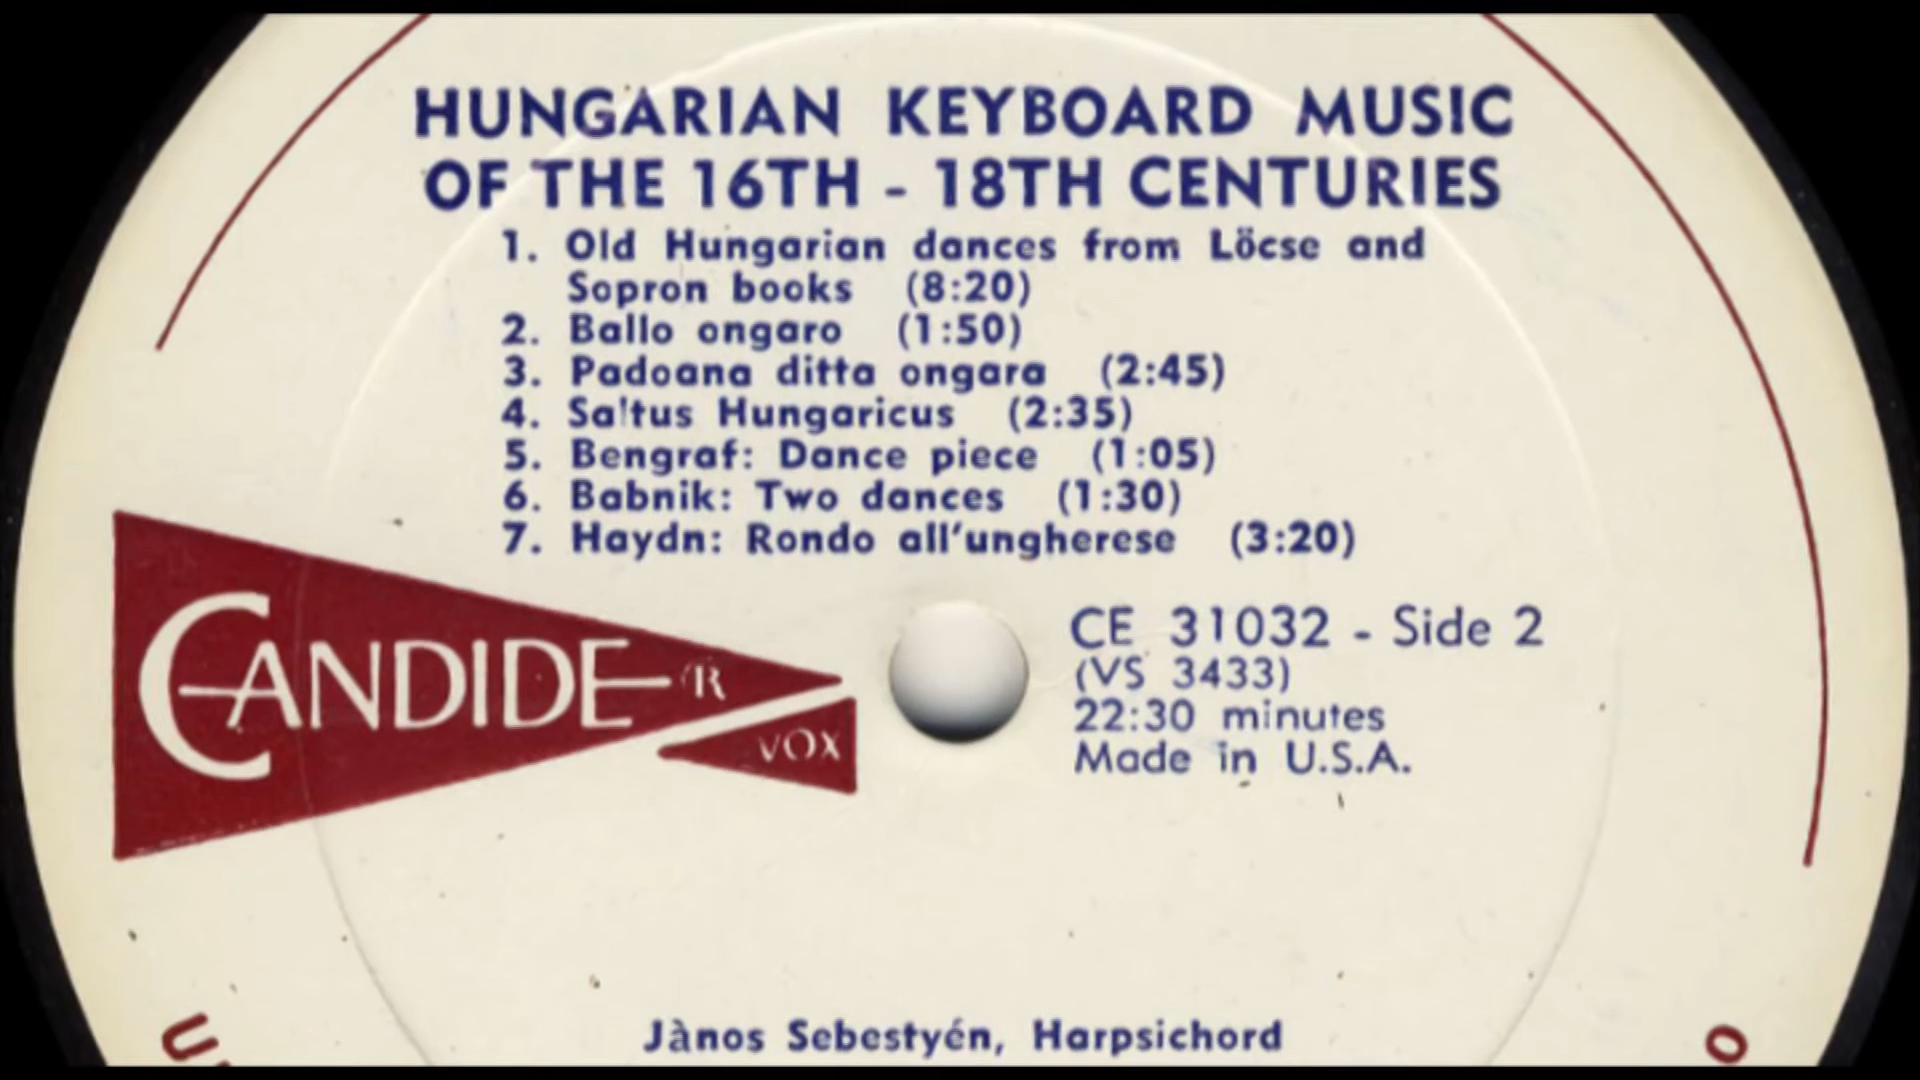 HUNGARIAN KEYBOARD MUSIC
OF THE 16TH - 18TH CENTURIES
1. Old Hungarian dances from Löcse and
Sopron books (8:20)
2. Ballo ongaro (1:50)
3. Padoana ditta ongara (2:45)
4. Saltus Hungaricus (2:35)
5. Bengraf: Dance piece (1:05)
6. Babnik: Two dances (1:30)
7. Haydn: Rondo all'ungherese (3:20)
CANDIDE ®
VOX
CE 31032 - Side 2
(VS 3433)
22:30 minutes
Made in U.S.A.
Jànos Sebestyén, Harpsichord